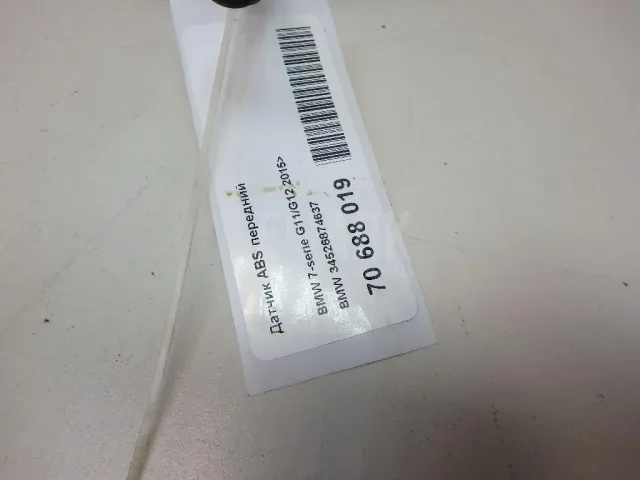 Датчик ABS передний
BMW 7-serie G11/G12 2015>
BMW 34526874637
70 688 019